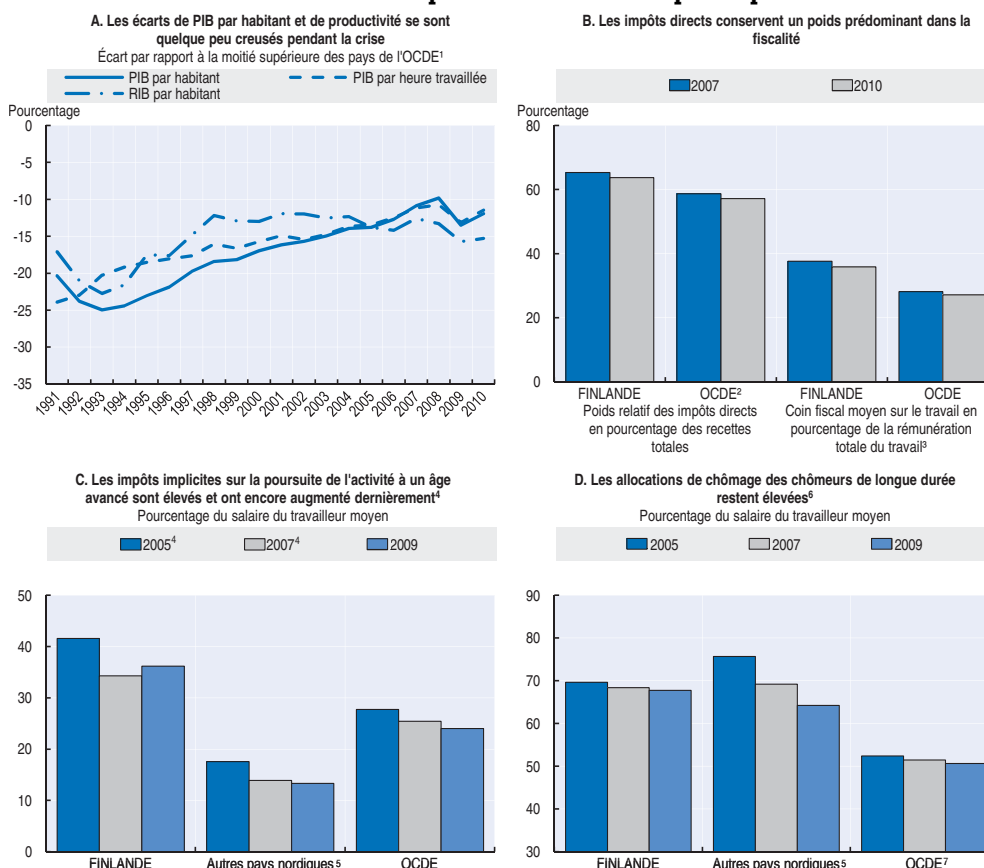 A. Les écarts de PIB par habitant et de productivité se sont
quelque peu creusés pendant la crise
Écart par rapport à la moitié supérieure des pays de l'OCDE¹
PIB par habitant
PIB par heure travaillée
RIB par habitant
Pourcentage
0
-5
-10
-15
-20
-25
-30
-35
1991 1992 1993 1994 1995 1996 1997 1998 1999 2000 2001 2002 2003 2004 2005 2006 2007 2008 2009 2010
B. Les impôts directs conservent un poids prédominant dans la
fiscalité
2007
2010
Pourcentage
80
60
40
20
0
FINLANDE OCDE² FINLANDE OCDE
Poids relatif des impôts directs
en pourcentage des recettes
totales
Coin fiscal moyen sur le travail en
pourcentage de la rémunération
totale du travail³
C. Les impôts implicites sur la poursuite de l'activité à un âge
avancé sont élevés et ont encore augmenté dernièrement⁴
Pourcentage du salaire du travailleur moyen
2005⁴
2007⁴
2009
50
40
30
20
10
0
FINLANDE Autres pays nordiques⁵ OCDE
D. Les allocations de chômage des chômeurs de longue durée
restent élevées⁶
Pourcentage du salaire du travailleur moyen
2005
2007
2009
90
80
70
60
50
40
30
FINLANDE Autres pays nordiques⁵ OCDE⁷